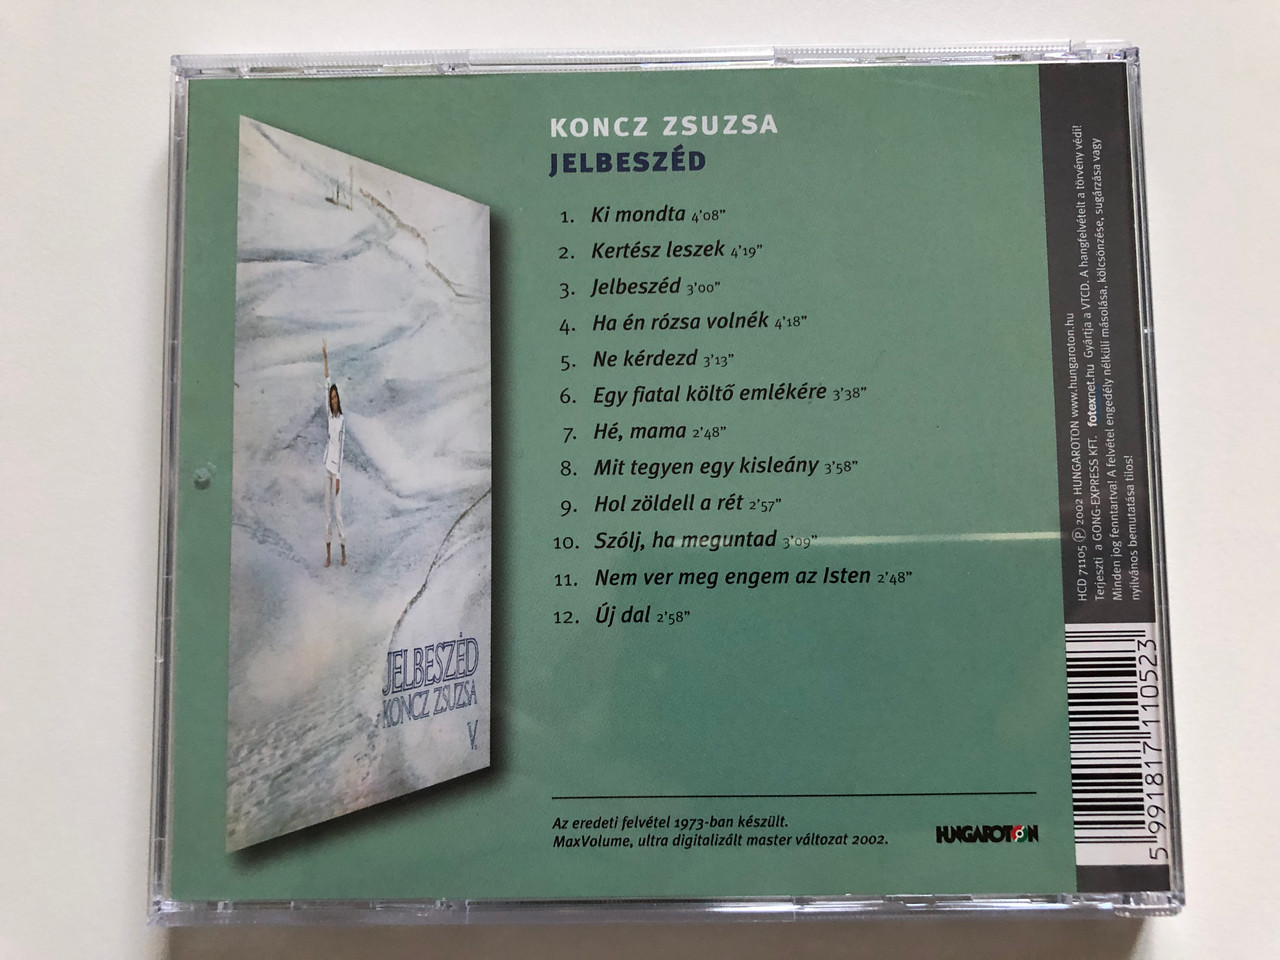 KONCZ ZSUZSA
JELBESZÉD
1. Ki mondta 4'08"
2. Kertész leszek 4'19"
3. Jelbeszéd 3'00"
4. Ha én rózsa volnék 4'18"
5. Ne kérdezd 3'13"
6. Egy fiatal költő emlékére 3'38"
7. Hé, mama 2'48"
8. Mit tegyen egy kisleány 3'58"
9. Hol zöldell a rét 2'57"
10. Szólj, ha meguntad 3'09"
11. Nem ver meg engem az Isten 2'48"
12. Új dal 2'58"
JELBESZÉD
KONCZ ZSUZSA
V.
Az eredeti felvétel 1973-ban készült.
MaxVolume, ultra digitalizált master változat 2002.
HUNGAROTON
HCD 71105 ℗ 2002 HUNGAROTON www.hungaroton.hu
Terjeszti a GONG-EXPRESS KFT. fotexnet.hu Gyártja a VTCD. A hangfelvételt a törvény védi!
Minden jog fenntartva! A felvétel engedély nélküli másolása, kölcsönzése, sugárzása vagy
nyilvános bemutatása tilos!
5 991817 110523